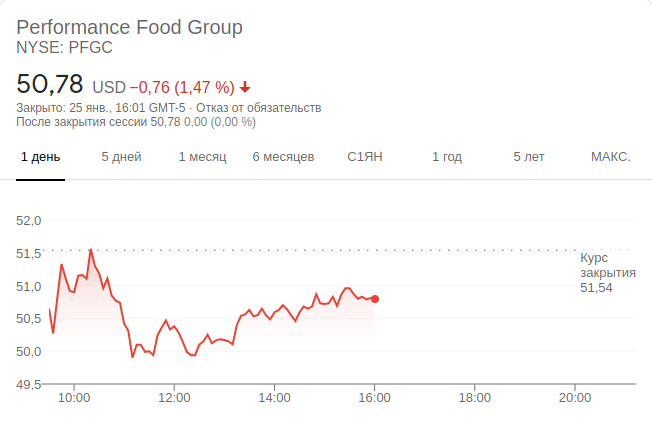 Performance Food Group
NYSE: PFGC
50,78 USD −0,76 (1,47 %)
Закрыто: 25 янв., 16:01 GMT-5 · Отказ от обязательств
После закрытия сессии 50,78 0,00 (0,00 %)
1 день 5 дней 1 месяц 6 месяцев С1ЯН 1 год 5 лет МАКС.
52,0
51,5
Курс
закрытия
51,54
51,0
50,5
50,0
49,5
10:00 12:00 14:00 16:00 18:00 20:00